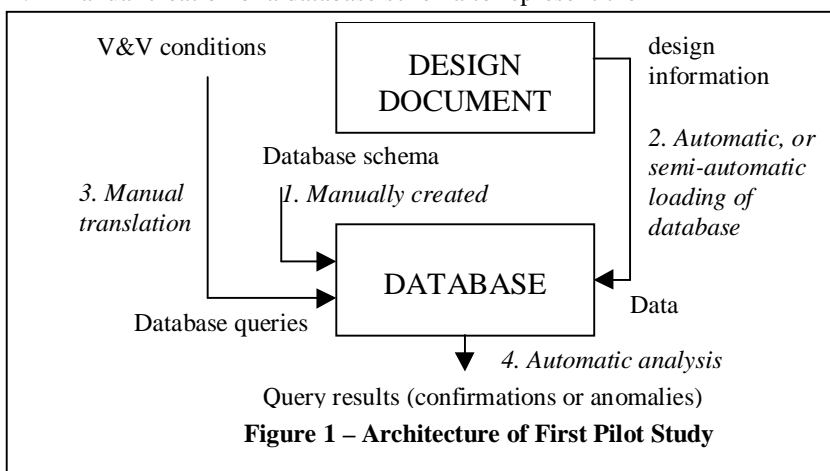 V&V conditions
DESIGN
DOCUMENT
design
information
Database schema
1. Manually created
2. Automatic, or
semi-automatic
loading of
database
3. Manual
translation
DATABASE
Data
Database queries
4. Automatic analysis
Query results (confirmations or anomalies)
Figure 1 – Architecture of First Pilot Study